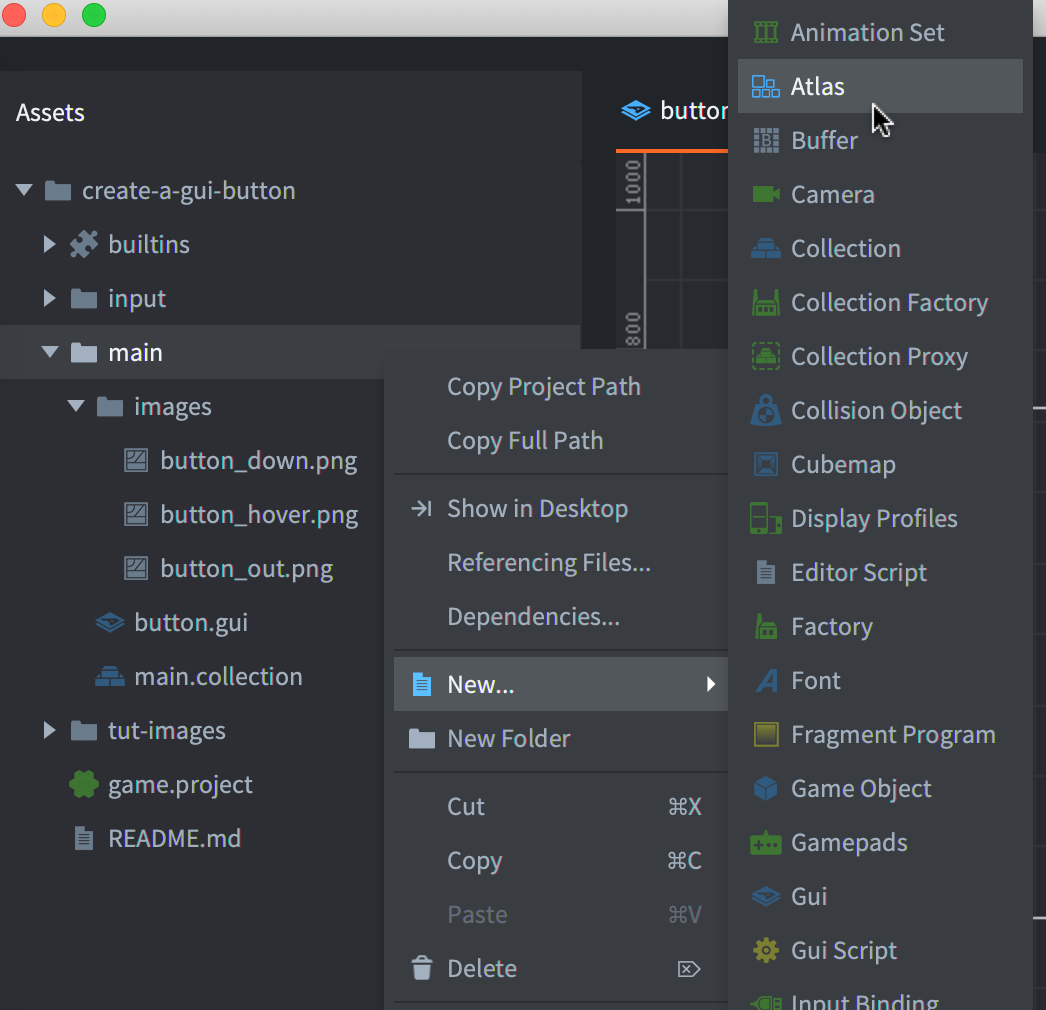 Assets
create-a-gui-button
builtins
input
main
images
button_down.png
button_hover.png
button_out.png
button.gui
main.collection
tut-images
game.project
README.md
button
1000
800
Copy Project Path
Copy Full Path
Show in Desktop
Referencing Files...
Dependencies...
New...
New Folder
Cut ⌘X
Copy ⌘C
Paste ⌘V
Delete ⌦
Animation Set
Atlas
Buffer
Camera
Collection
Collection Factory
Collection Proxy
Collision Object
Cubemap
Display Profiles
Editor Script
Factory
Font
Fragment Program
Game Object
Gamepads
Gui
Gui Script
Input Binding